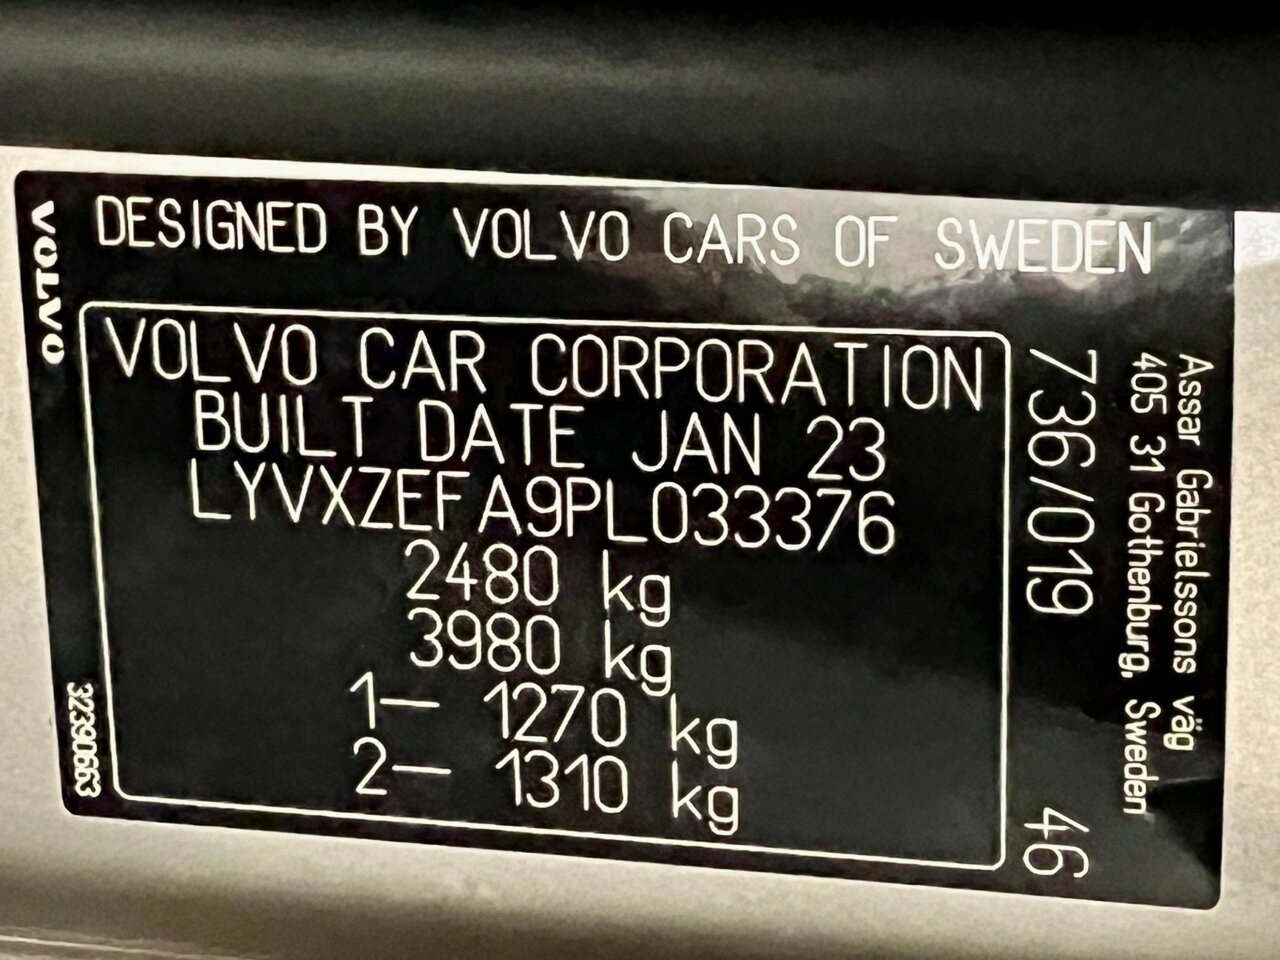 VOLVO
DESIGNED BY VOLVO CARS OF SWEDEN
VOLVO CAR CORPORATION
BUILT DATE JAN 23
LYVXZEFA9PL033376
2480 kg
3980 kg
1— 1270 kg
2— 1310 kg
32390663
736/019 46
Assar Gabrielssons väg
405 31 Gothenburg, Sweden